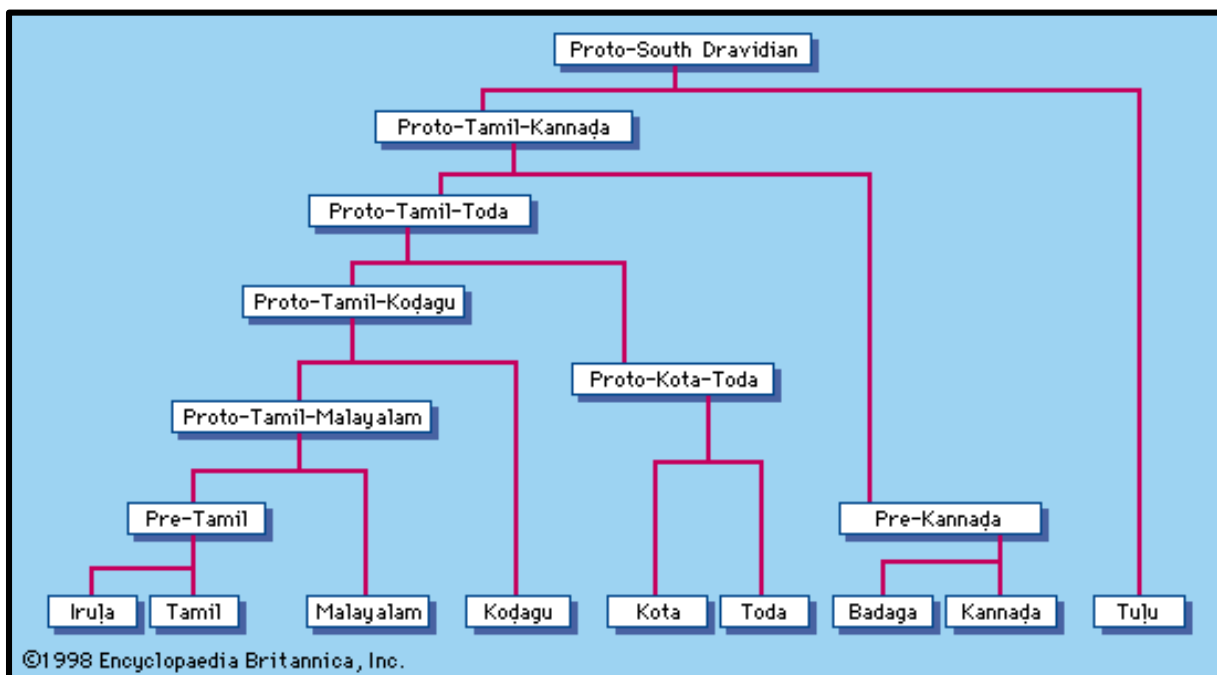 Proto-South Dravidian
Proto-Tamil-Kannaḍa
Proto-Tamil-Toda
Proto-Tamil-Koḍagu
Proto-Kota-Toda
Proto-Tamil-Malayalam
Pre-Tamil
Pre-Kannaḍa
Iruḷa
Tamil
Malayalam
Koḍagu
Kota
Toda
Badaga
Kannaḍa
Tuḷu
©1998 Encyclopaedia Britannica, Inc.